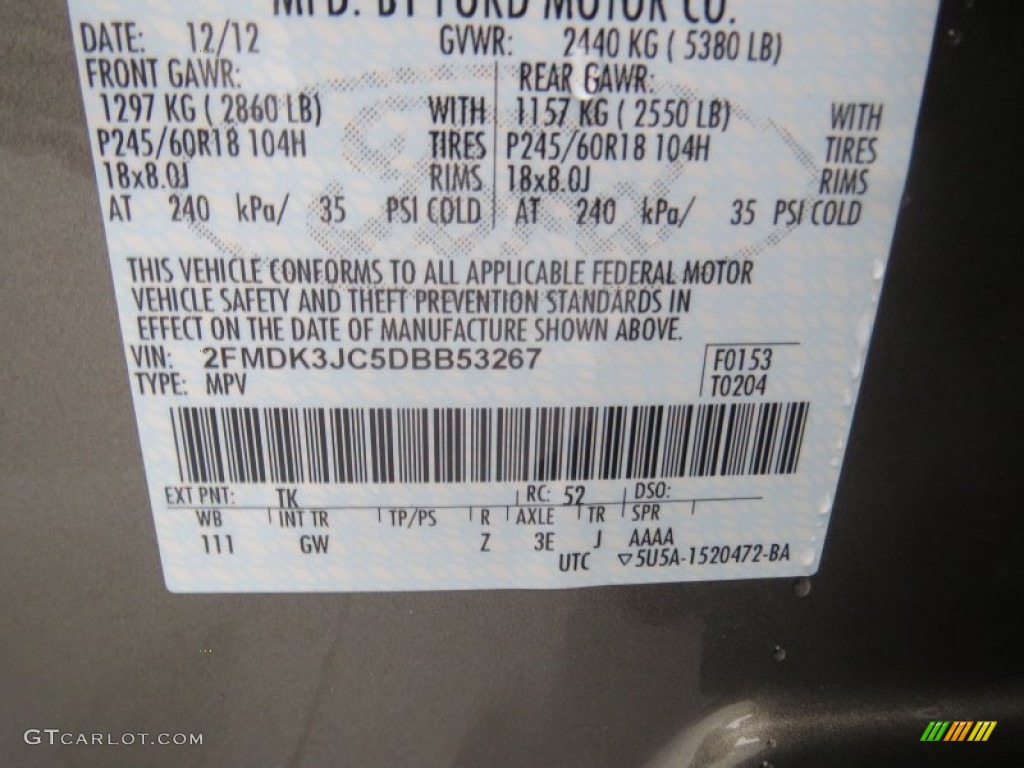 MFD. BY FORD MOTOR CO.
DATE: 12/12 GVWR: 2440 KG ( 5380 LB)
FRONT GAWR: REAR GAWR:
1297 KG ( 2860 LB) WITH 1157 KG ( 2550 LB) WITH
P245/60R18 104H TIRES P245/60R18 104H TIRES
18x8.0J RIMS 18x8.0J RIMS
AT 240 kPa/ 35 PSI COLD AT 240 kPa/ 35 PSI COLD
THIS VEHICLE CONFORMS TO ALL APPLICABLE FEDERAL MOTOR
VEHICLE SAFETY AND THEFT PREVENTION STANDARDS IN
EFFECT ON THE DATE OF MANUFACTURE SHOWN ABOVE.
VIN: 2FMDK3JC5DBB53267 F0153
TYPE: MPV T0204
EXT PNT: TK RC: 52 DSO:
WB INT TR TP/PS R AXLE TR SPR
111 GW Z 3E J AAAA
UTC ▽5U5A-1520472-BA
GTCARLOT.COM